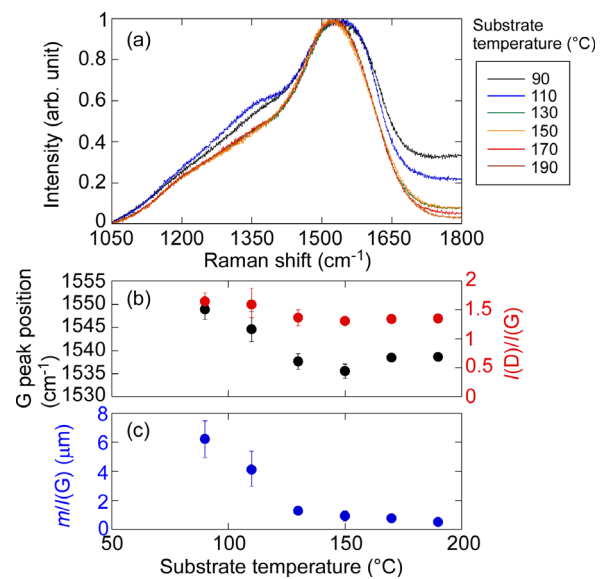 (a)
Intensity (arb. unit)
1
0.8
0.6
0.4
0.2
0
1050 1200 1350 1500 1650 1800
Raman shift (cm⁻¹)
Substrate
temperature (°C)
90
110
130
150
170
190
(b)
G peak position
(cm⁻¹)
1555
1550
1545
1540
1535
1530
2
1.5
1
0.5
0
I(D)/I(G)
(c)
m/I(G) (μm)
8
6
4
2
0
50 100 150 200
Substrate temperature (°C)